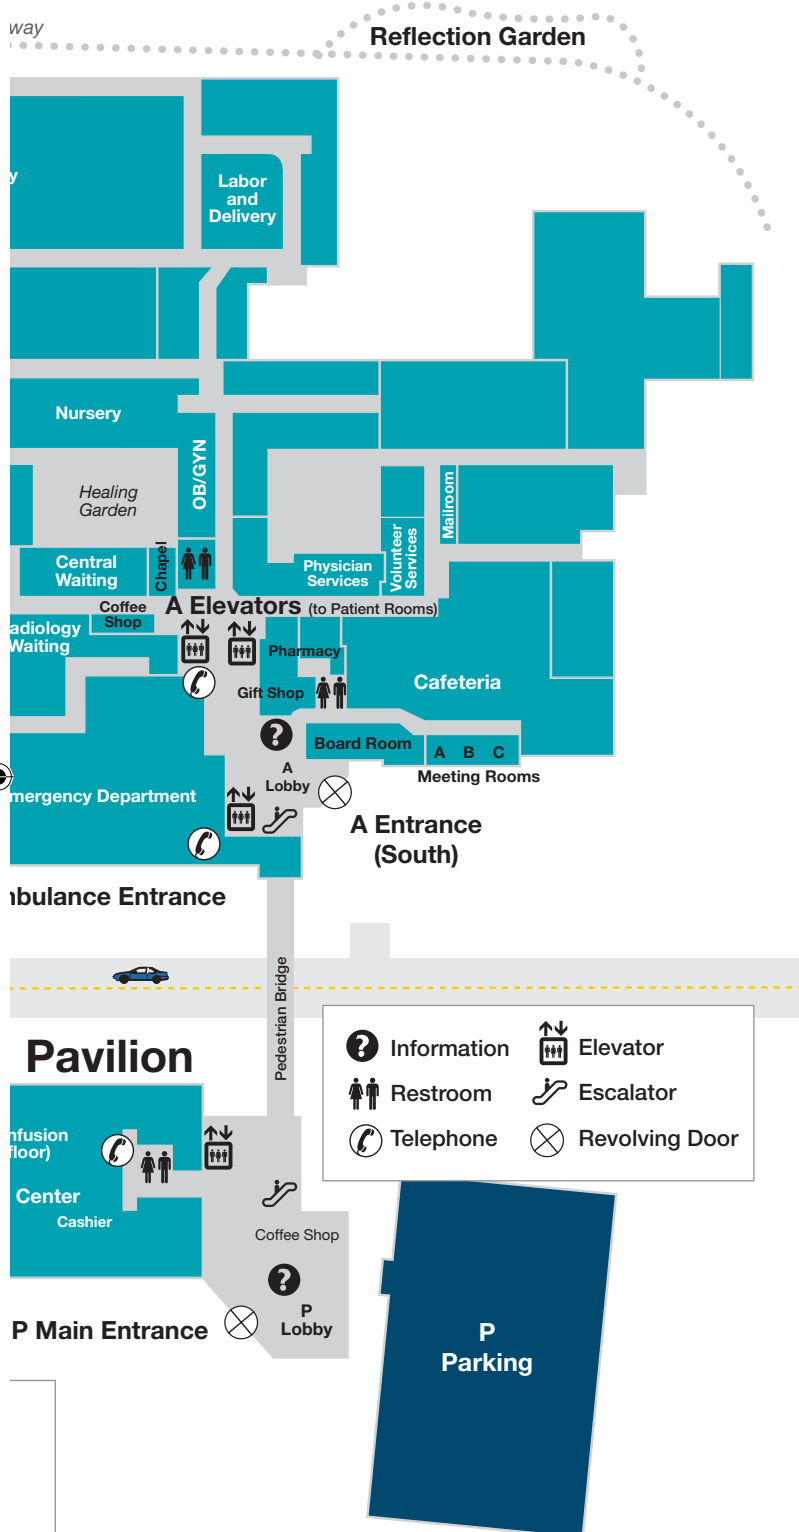 way
Reflection Garden
y
Labor
and
Delivery
Nursery
OB/GYN
Healing
Garden
Mailroom
Central
Waiting
Chapel
Physician
Services
Volunteer
Services
Coffee
Shop
A Elevators (to Patient Rooms)
adiology
Waiting
Pharmacy
Gift Shop
Cafeteria
Board Room
A B C
Meeting Rooms
A
Lobby
mergency Department
A Entrance
(South)
mbulance Entrance
Pedestrian Bridge
Pavilion
Information
Elevator
Restroom
Escalator
Telephone
Revolving Door
nfusion
floor)
Center
Cashier
Coffee Shop
P
Lobby
P Main Entrance
P
Parking